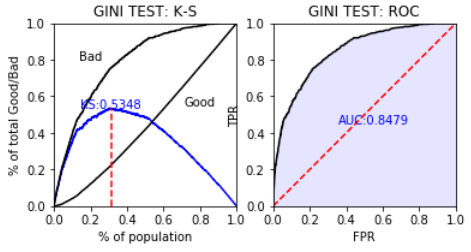 GINI TEST: K-S
1.0
0.8
0.6
0.4
0.2
0.0
% of total Good/Bad
Bad
KS:0.5348
Good
0.0 0.2 0.4 0.6 0.8 1.0
% of population
GINI TEST: ROC
1.0
0.8
0.6
0.4
0.2
0.0
TPR
AUC:0.8479
0.0 0.2 0.4 0.6 0.8 1.0
FPR